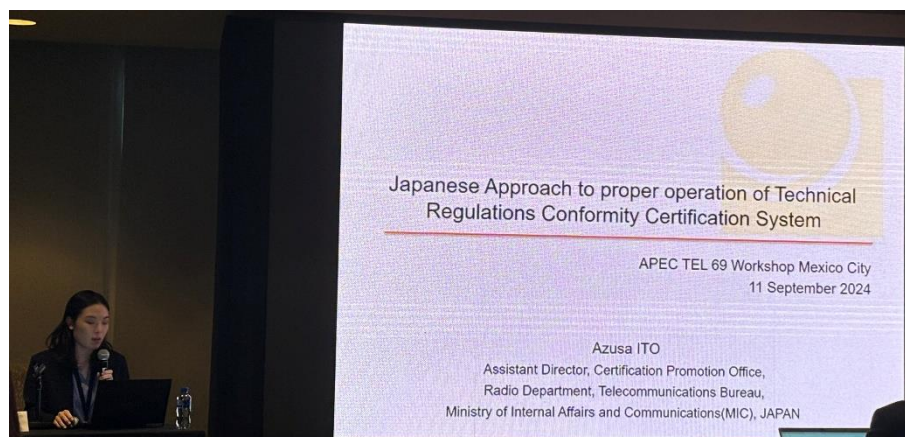 Japanese Approach to proper operation of Technical
Regulations Conformity Certification System
APEC TEL 69 Workshop Mexico City
11 September 2024
Azusa ITO
Assistant Director, Certification Promotion Office,
Radio Department, Telecommunications Bureau,
Ministry of Internal Affairs and Communications(MIC), JAPAN